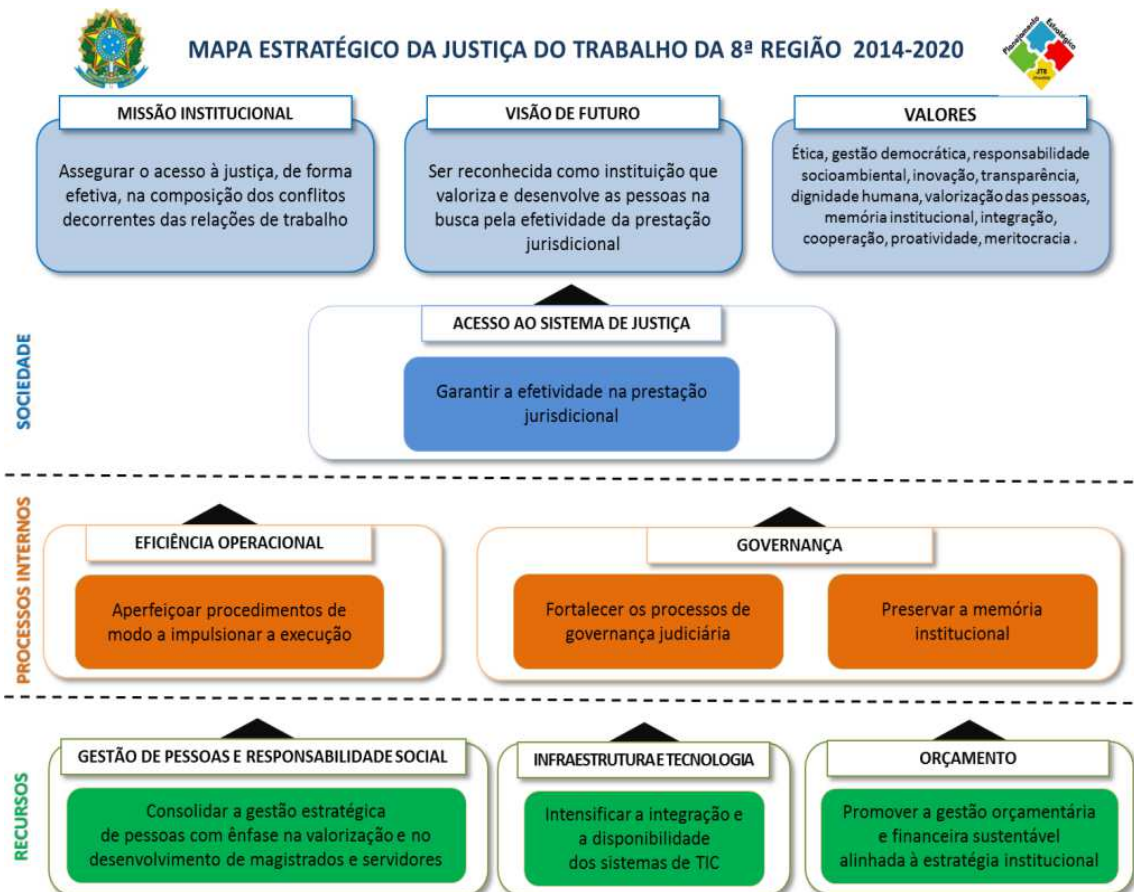 MAPA ESTRATÉGICO DA JUSTIÇA DO TRABALHO DA 8ª REGIÃO 2014-2020
Planejamento Estratégico
JT8
MISSÃO INSTITUCIONAL
Assegurar o acesso à justiça, de forma
efetiva, na composição dos conflitos
decorrentes das relações de trabalho
VISÃO DE FUTURO
Ser reconhecida como instituição que
valoriza e desenvolve as pessoas na
busca pela efetividade da prestação
jurisdicional
VALORES
Ética, gestão democrática, responsabilidade
socioambiental, inovação, transparência,
dignidade humana, valorização das pessoas,
memória institucional, integração,
cooperação, proatividade, meritocracia .
SOCIEDADE
ACESSO AO SISTEMA DE JUSTIÇA
Garantir a efetividade na prestação
jurisdicional
PROCESSOS INTERNOS
EFICIÊNCIA OPERACIONAL
Aperfeiçoar procedimentos de
modo a impulsionar a execução
GOVERNANÇA
Fortalecer os processos de
governança judiciária
Preservar a memória
institucional
RECURSOS
GESTÃO DE PESSOAS E RESPONSABILIDADE SOCIAL
Consolidar a gestão estratégica
de pessoas com ênfase na valorização e no
desenvolvimento de magistrados e servidores
INFRAESTRUTURA E TECNOLOGIA
Intensificar a integração e
a disponibilidade
dos sistemas de TIC
ORÇAMENTO
Promover a gestão orçamentária
e financeira sustentável
alinhada à estratégia institucional